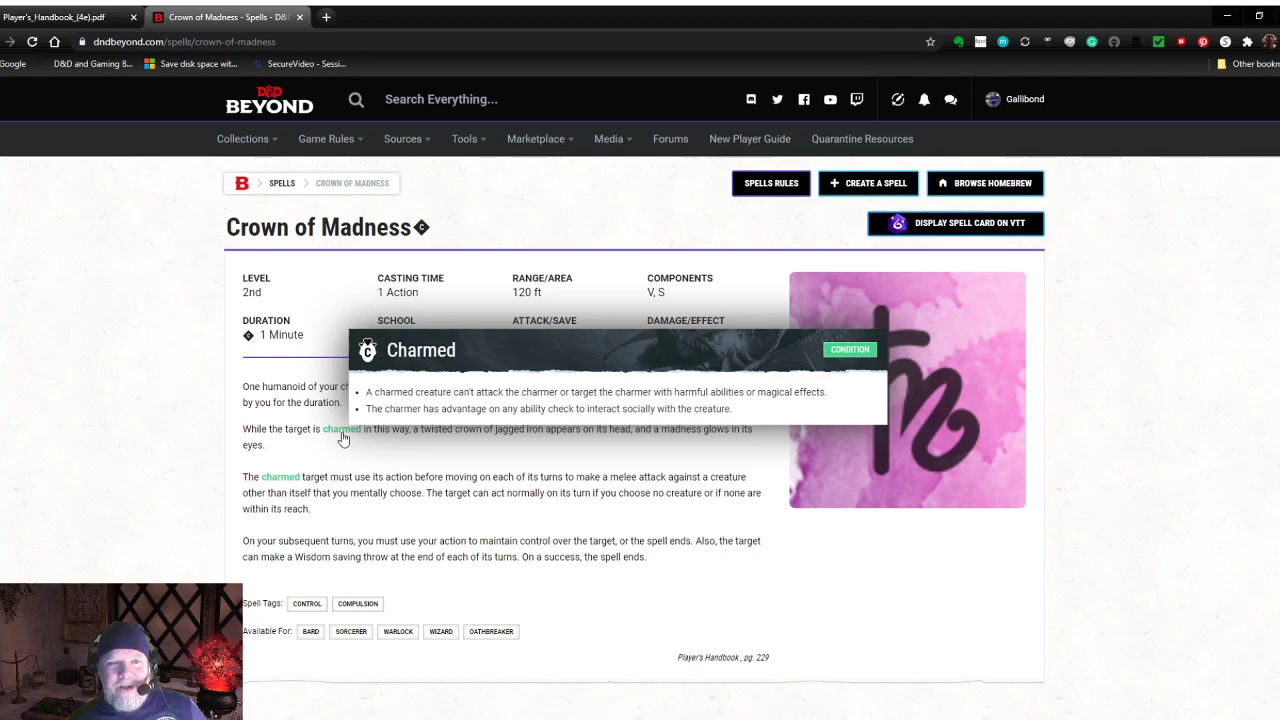 Player's_Handbook_(4e).pdf
Crown of Madness - Spells - D&D
dndbeyond.com/spells/crown-of-madness
Google
D&D and Gaming B...
Save disk space wit...
SecureVideo - Sessi...
Other bookm
D&D
BEYOND
Search Everything...
Gallibond
Collections
Game Rules
Sources
Tools
Marketplace
Media
Forums
New Player Guide
Quarantine Resources
B
SPELLS
CROWN OF MADNESS
SPELLS RULES
CREATE A SPELL
BROWSE HOMEBREW
Crown of Madness
DISPLAY SPELL CARD ON VTT
LEVEL
CASTING TIME
RANGE/AREA
COMPONENTS
2nd
1 Action
120 ft
V, S
DURATION
SCHOOL
ATTACK/SAVE
DAMAGE/EFFECT
1 Minute
Charmed
CONDITION
A charmed creature can't attack the charmer or target the charmer with harmful abilities or magical effects.
The charmer has advantage on any ability check to interact socially with the creature.
One humanoid of your ch
by you for the duration.
While the target is charmed in this way, a twisted crown of jagged iron appears on its head, and a madness glows in its
eyes.
The charmed target must use its action before moving on each of its turns to make a melee attack against a creature
other than itself that you mentally choose. The target can act normally on its turn if you choose no creature or if none are
within its reach.
On your subsequent turns, you must use your action to maintain control over the target, or the spell ends. Also, the target
can make a Wisdom saving throw at the end of each of its turns. On a success, the spell ends.
Spell Tags: CONTROL COMPULSION
Available For: BARD SORCERER WARLOCK WIZARD OATHBREAKER
Player's Handbook , pg. 229